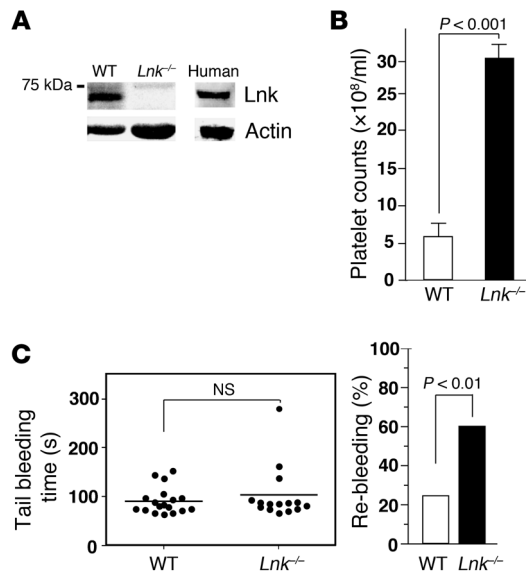 A
WT Lnk–/– Human
75 kDa
Lnk
Actin
B
P < 0.001
Platelet counts (×10⁸/ml)
30
25
20
15
10
5
0
WT Lnk–/–
C
NS
Tail bleeding
time (s)
300
200
100
0
WT Lnk–/–
P < 0.01
Re-bleeding (%)
100
80
60
40
20
0
WT Lnk–/–